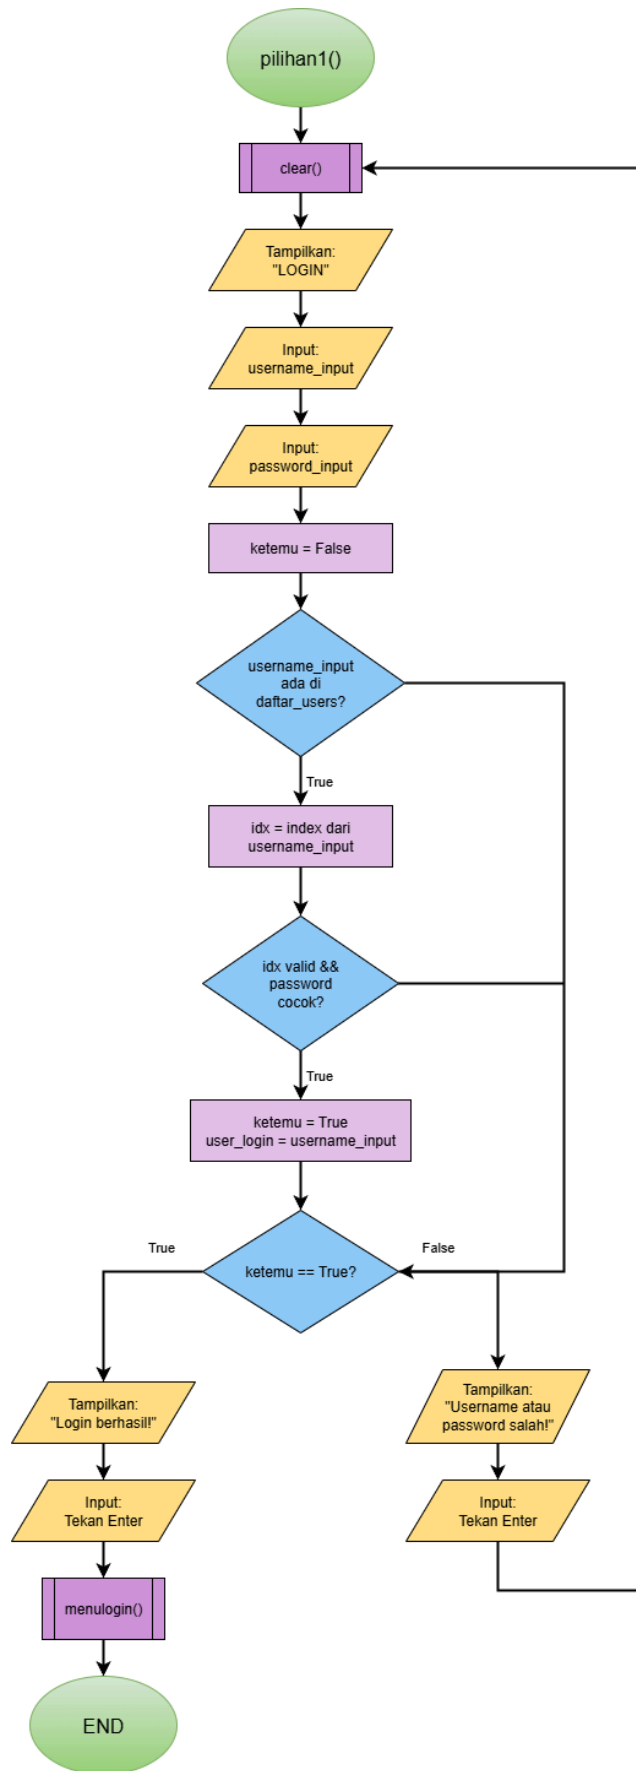 pilihan1()
clear()
Tampilkan:
"LOGIN"
Input:
username_input
Input:
password_input
ketemu = False
username_input
ada di
daftar_users?
True
idx = index dari
username_input
idx valid &&
password
cocok?
True
ketemu = True
user_login = username_input
True
False
ketemu == True?
Tampilkan:
"Login berhasil!"
Tampilkan:
"Username atau
password salah!"
Input:
Tekan Enter
Input:
Tekan Enter
menulogin()
END